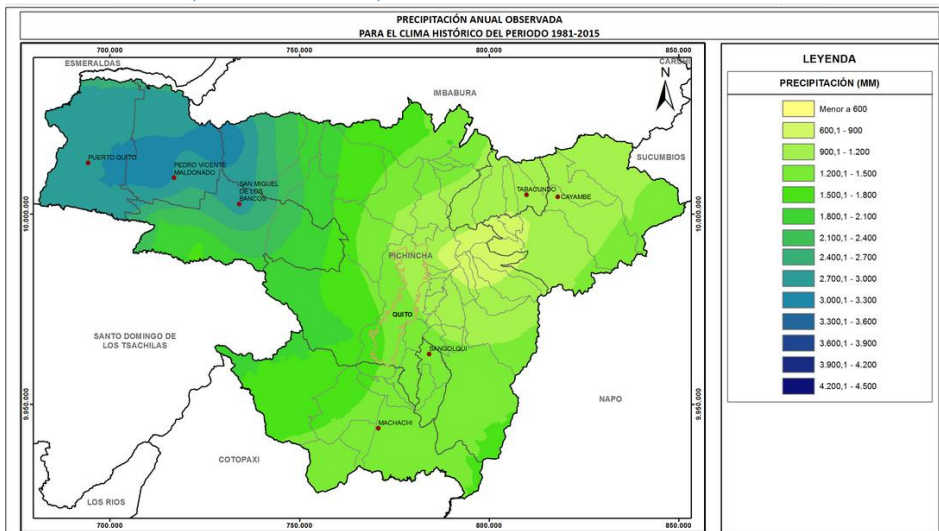 PRECIPITACIÓN ANUAL OBSERVADA
PARA EL CLIMA HISTÓRICO DEL PERIODO 1981-2015
700.000
750.000
800.000
850.000
ESMERALDAS
CARCHI
N
IMBABURA
SUCUMBIOS
PUERTO QUITO
PEDRO VICENTE
MALDONADO
SAN MIGUEL
DE LOS
BANCOS
TABACUNDO
CAYAMBE
10.000.000
10.000.000
PICHINCHA
QUITO
SANTO DOMINGO DE
LOS TSACHILAS
SANGOLQUI
NAPO
9.950.000
9.950.000
MACHACHI
COTOPAXI
LOS RIOS
700.000
750.000
800.000
850.000
LEYENDA
PRECIPITACIÓN (MM)
Menor a 600
600,1 - 900
900,1 - 1.200
1.200,1 - 1.500
1.500,1 - 1.800
1.800,1 - 2.100
2.100,1 - 2.400
2.400,1 - 2.700
2.700,1 - 3.000
3.000,1 - 3.300
3.300,1 - 3.600
3.600,1 - 3.900
3.900,1 - 4.200
4.200,1 - 4.500